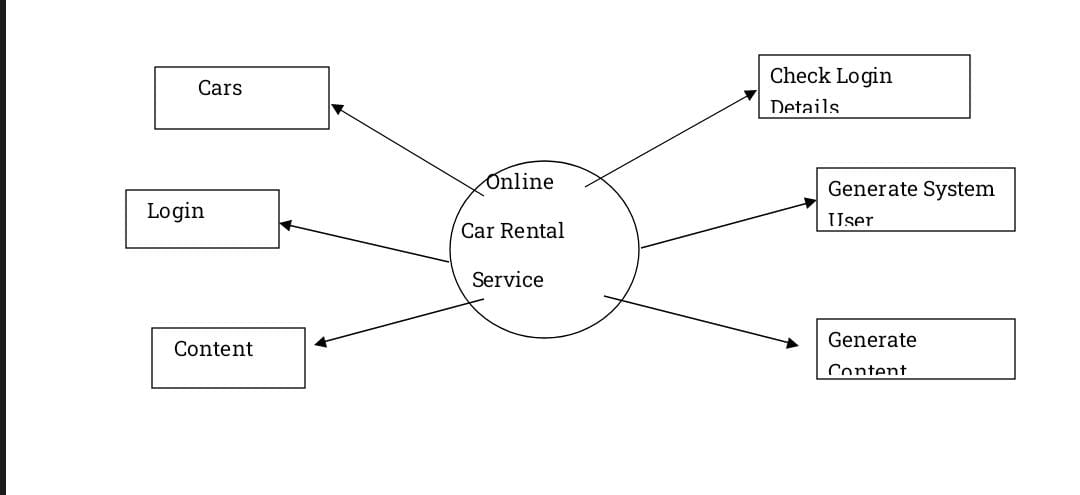 Cars
Login
Content
Online
Car Rental
Service
Check Login
Details
Generate System
User
Generate
Content